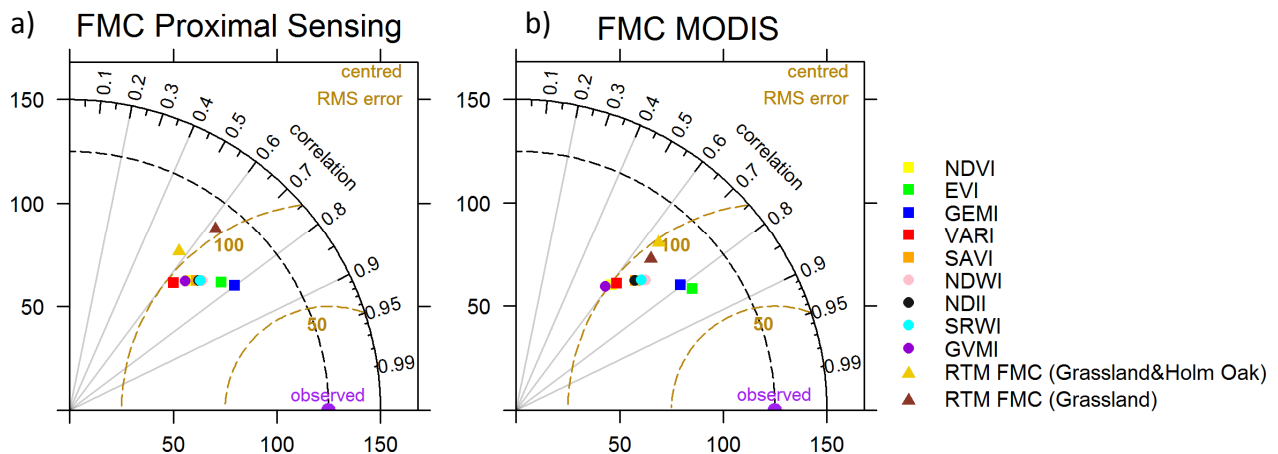 a) FMC Proximal Sensing
b) FMC MODIS
centred
RMS error
correlation
0.1
0.2
0.3
0.4
0.5
0.6
0.7
0.8
0.9
0.95
0.99
150
100
50
100
50
observed
50
100
150
centred
RMS error
correlation
0.1
0.2
0.3
0.4
0.5
0.6
0.7
0.8
0.9
0.95
0.99
150
100
50
100
50
observed
50
100
150
NDVI
EVI
GEMI
VARI
SAVI
NDWI
NDII
SRWI
GVMI
RTM FMC (Grassland&Holm Oak)
RTM FMC (Grassland)